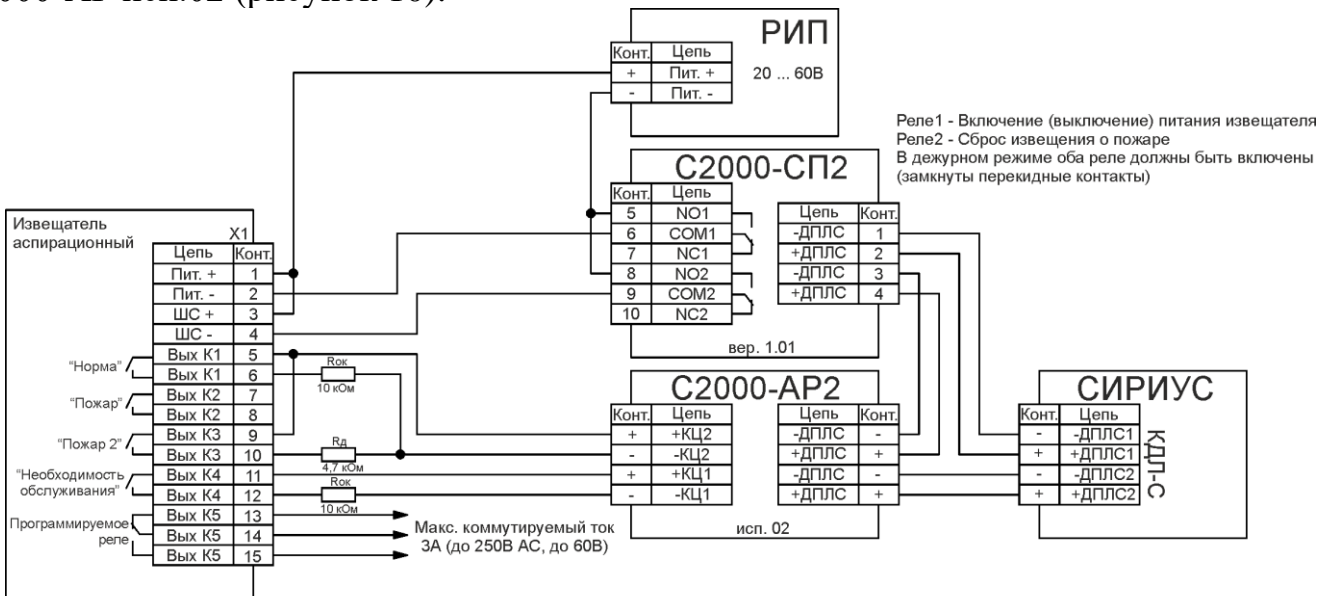 РИП
Конт. Цепь
+ Пит. + 20 ... 60В
- Пит. -
Реле1 - Включение (выключение) питания извещателя
Реле2 - Сброс извещения о пожаре
В дежурном режиме оба реле должны быть включены
(замкнуты перекидные контакты)
С2000-СП2
Конт. Цепь
5 NO1
6 COM1
7 NC1
8 NO2
9 COM2
10 NC2
Цепь Конт.
-ДПЛС 1
+ДПЛС 2
-ДПЛС 3
+ДПЛС 4
вер. 1.01
Извещатель
аспирационный
X1
Цепь Конт.
Пит. + 1
Пит. - 2
ШС + 3
ШС - 4
"Норма"
Вых К1 5
Вых К1 6
"Пожар"
Вых К2 7
Вых К2 8
"Пожар 2"
Вых К3 9
Вых К3 10
"Необходимость
обслуживания"
Вых К4 11
Вых К4 12
Программируемое
реле
Вых К5 13
Вых К5 14
Вых К5 15
Rок
10 кОм
Rд
4,7 кОм
Rок
10 кОм
Макс. коммутируемый ток
3А (до 250В АС, до 60В)
С2000-АР2
Конт. Цепь
+ +КЦ2
- -КЦ2
+ +КЦ1
- -КЦ1
Цепь Конт.
-ДПЛС -
+ДПЛС +
-ДПЛС -
+ДПЛС +
исп. 02
СИРИУС
Конт. Цепь
- -ДПЛС1
+ +ДПЛС1
- -ДПЛС2
+ +ДПЛС2
КДЛ-С